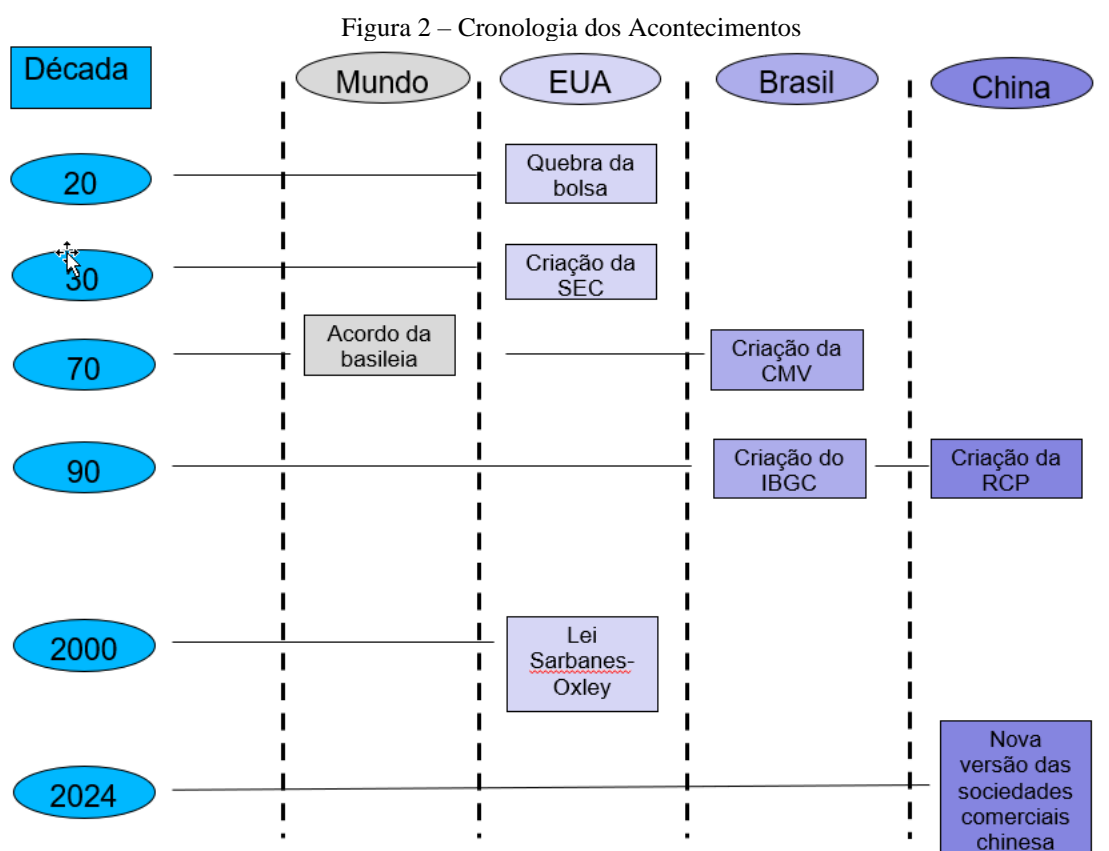 Figura 2 – Cronologia dos Acontecimentos
Década
Mundo
EUA
Brasil
China
20
Quebra da
bolsa
30
Criação da
SEC
70
Acordo da
basileia
Criação da
CMV
90
Criação do
IBGC
Criação da
RCP
2000
Lei
Sarbanes-
Oxley
2024
Nova
versão das
sociedades
comerciais
chinesa